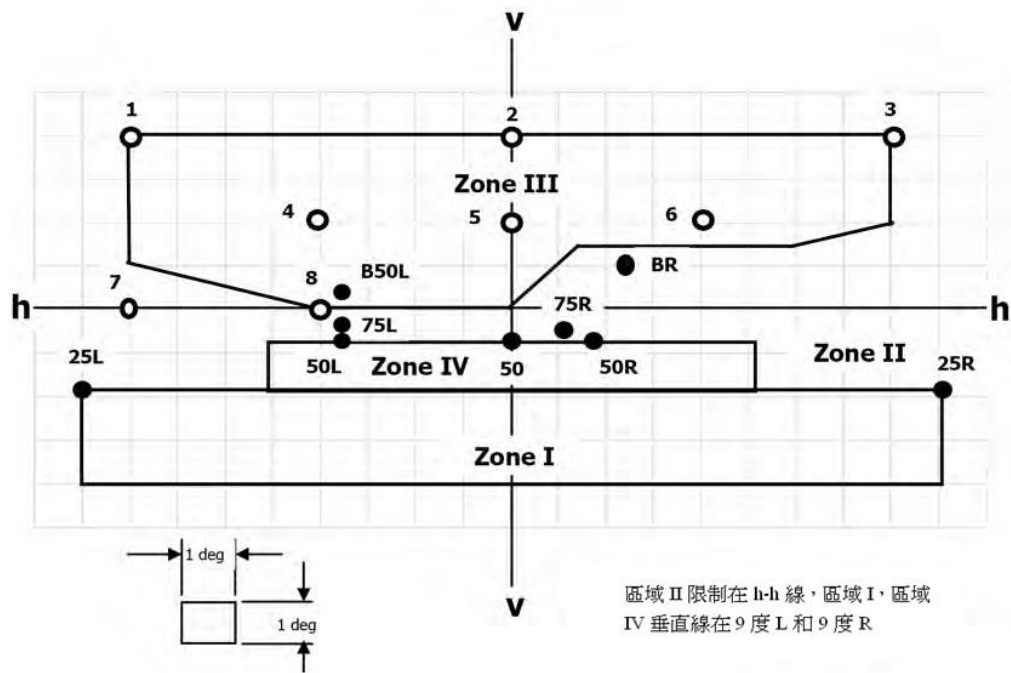 v
1
2
3
Zone III
4
5
6
B50L
BR
7
8
h
h
75R
75L
Zone II
25L
50L
Zone IV
50
50R
25R
Zone I
1 deg
1 deg
v
區域 II 限制在 h-h 線，區域 I，區域
IV 垂直線在 9 度 L 和 9 度 R